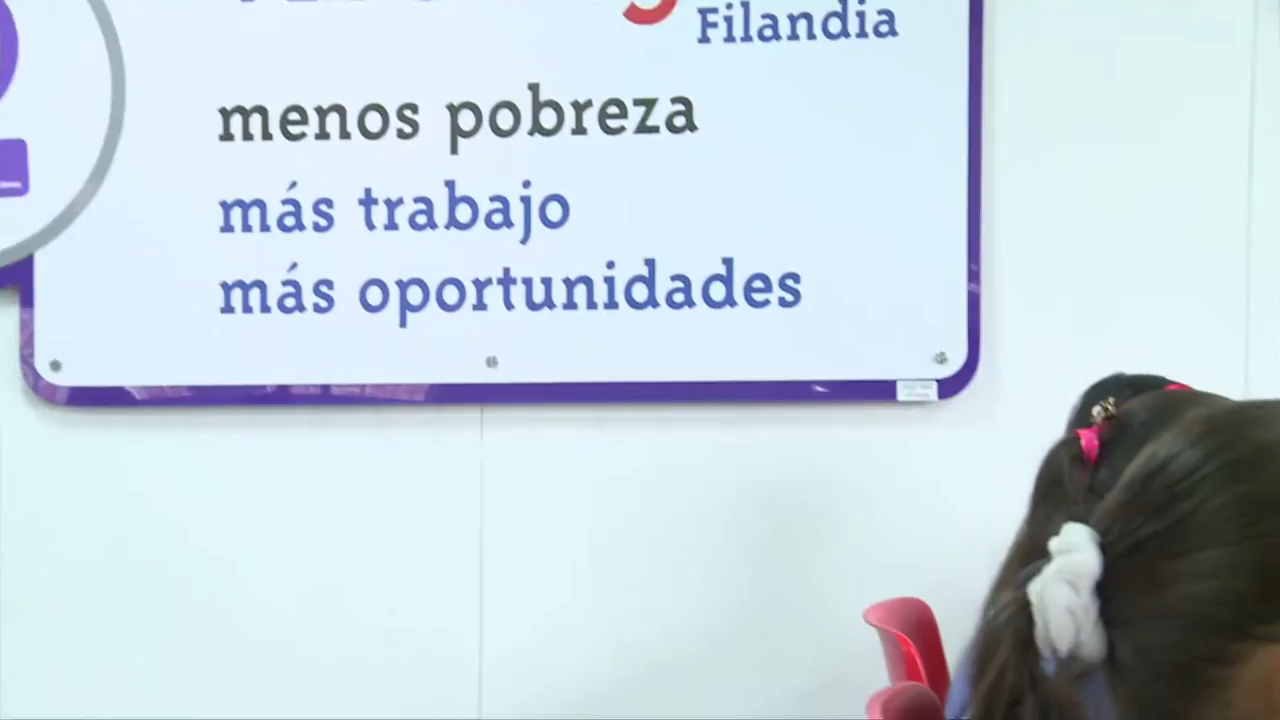 Filandia
menos pobreza
más trabajo
más oportunidades